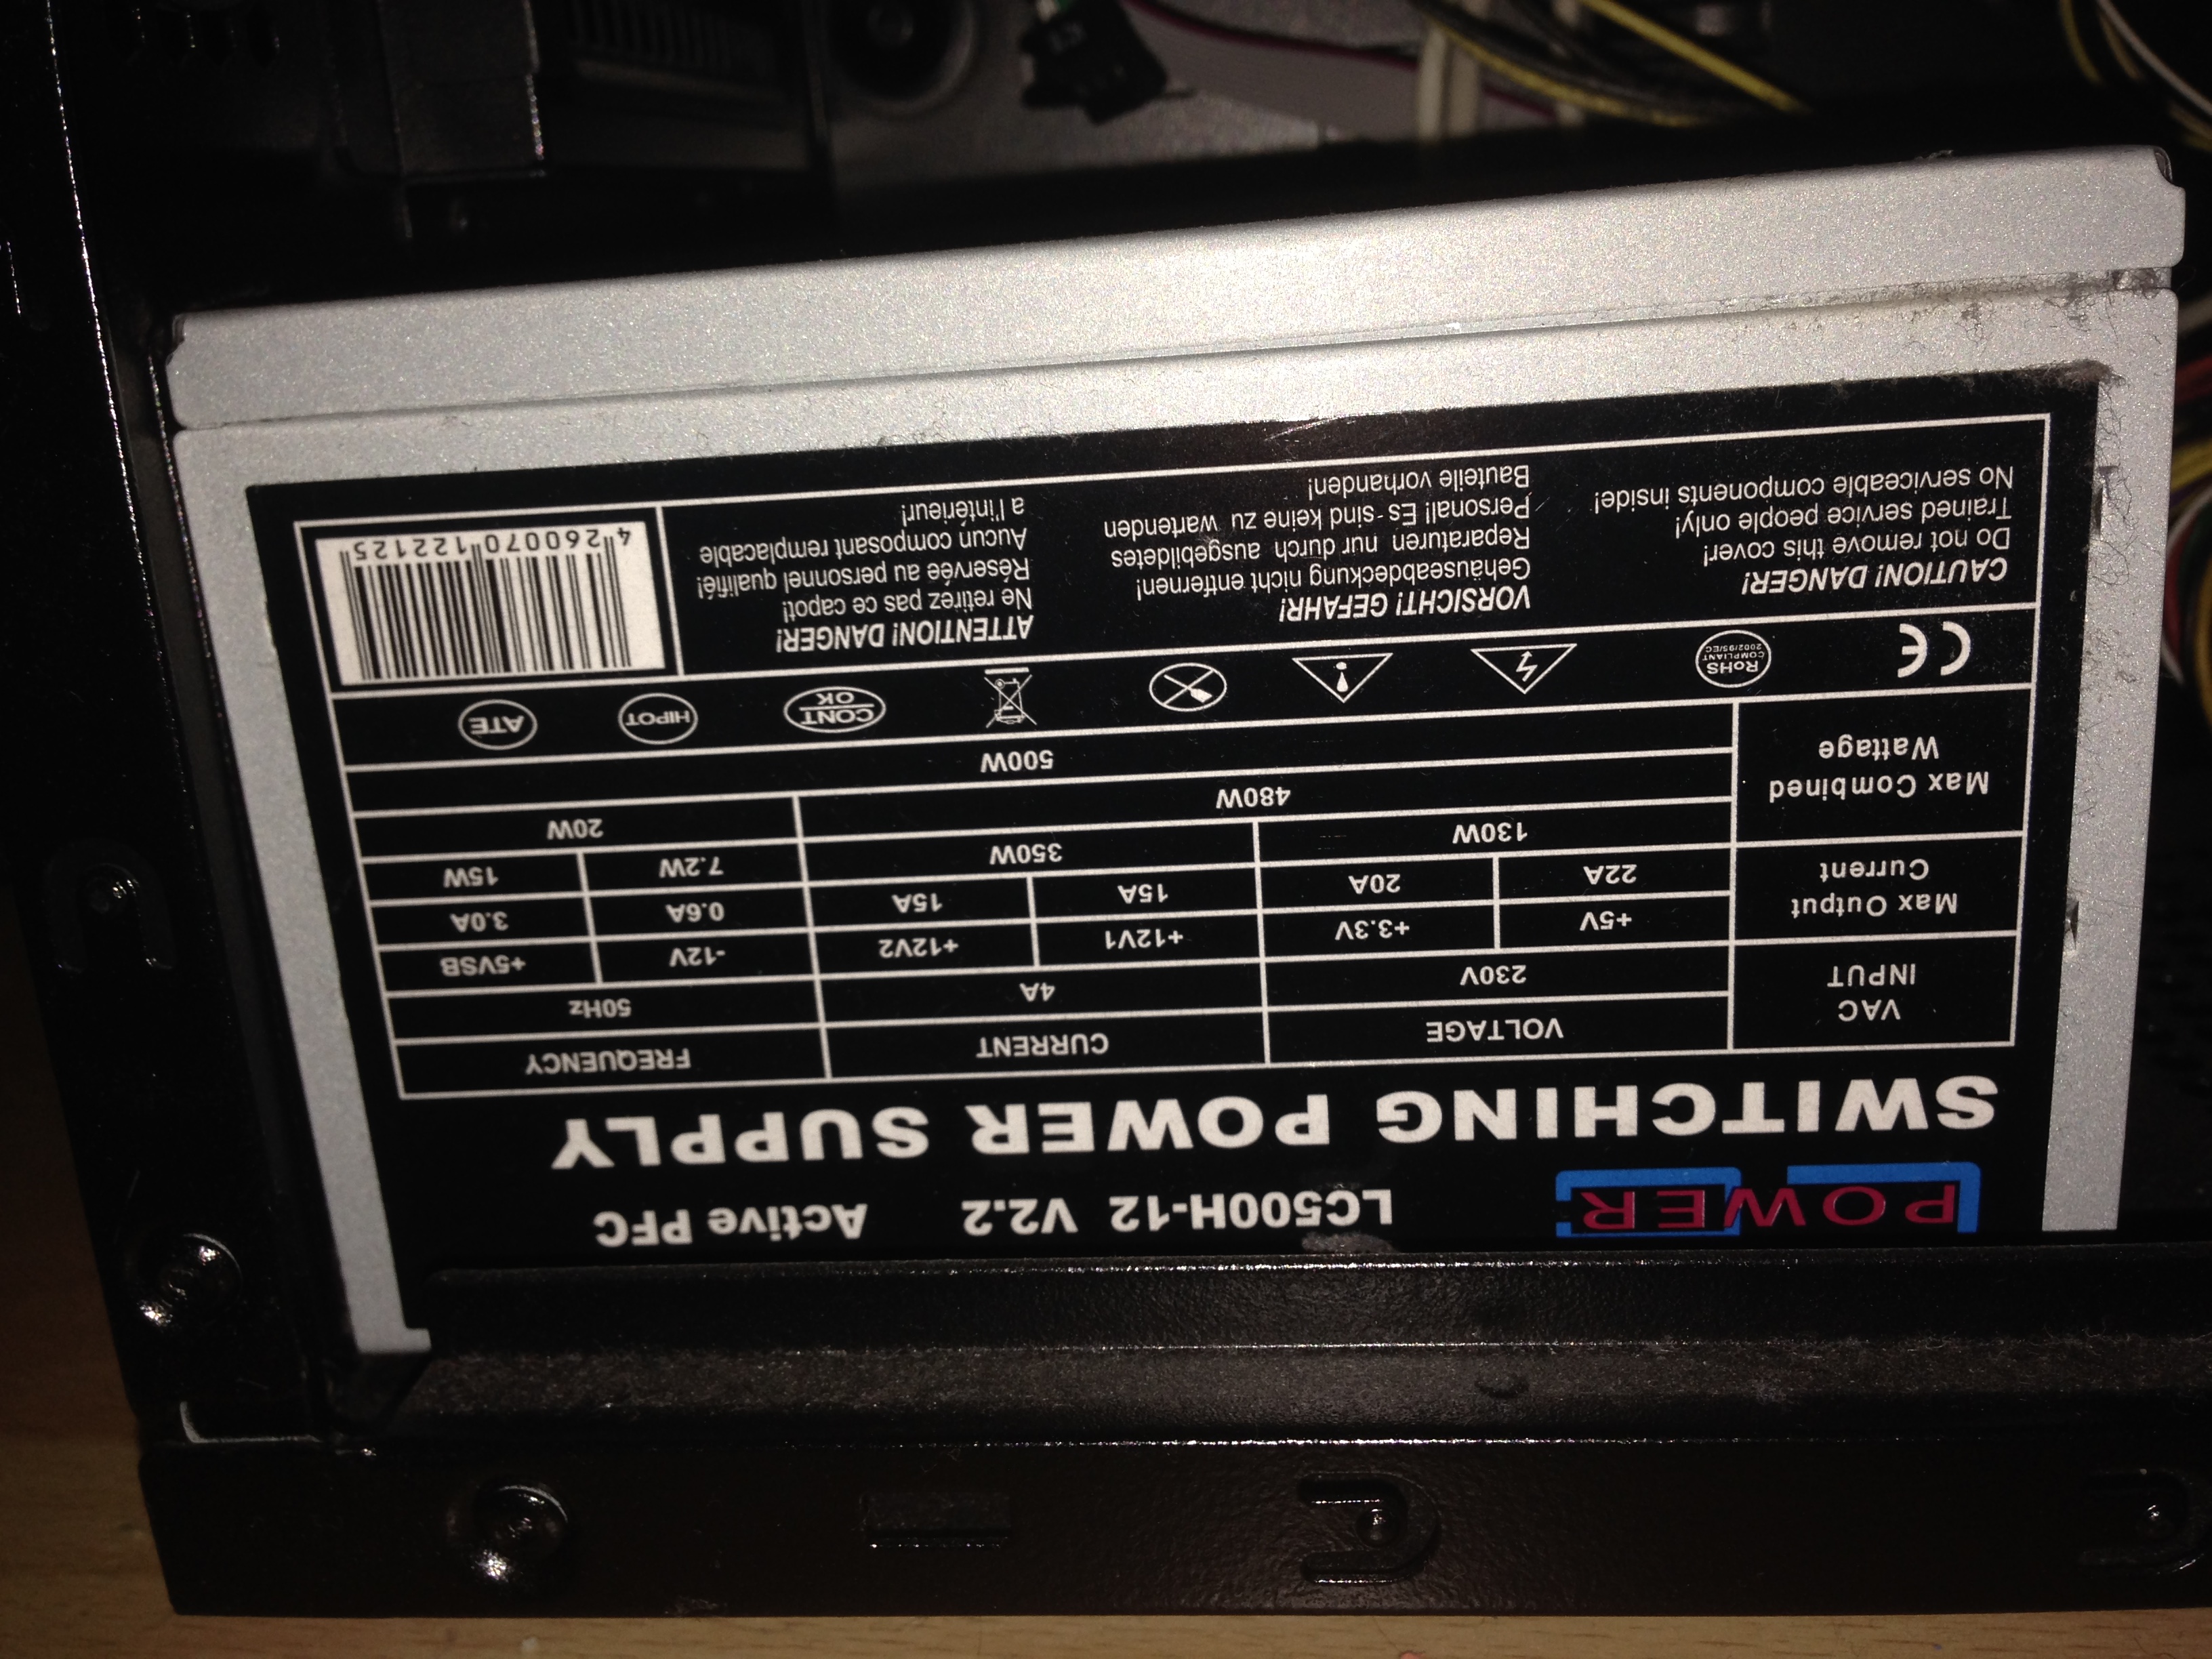 POWER LC500H-12 V2.2 Active PFC
SWITCHING POWER SUPPLY
VAC INPUT
VOLTAGE CURRENT FREQUENCY
230V 4A 50Hz
Max Output Current
+5V +3.3V +12V1 +12V2 -12V +5VSB
22A 20A 15A 15A 0.6A 3.0A
Max Combined Wattage
130W 350W 7.2W 15W
480W 20W
500W
CE
RoHS
COMPLIANT
2002/95/EC
CONT
OK
HIPOT
ATE
CAUTION! DANGER!
Do not remove this cover!
Trained service people only!
No serviceable components inside!
VORSICHT! GEFAHR!
Gehäuseabdeckung nicht entfernen!
Reparaturen nur durch ausgebildetes
Personal! Es sind keine zu wartenden
Bauteile vorhanden!
ATTENTION! DANGER!
Ne retirez pas ce capot!
Réservée au personnel qualifié!
Aucun composant remplacable
a l'intérieur!
4 260070 122125